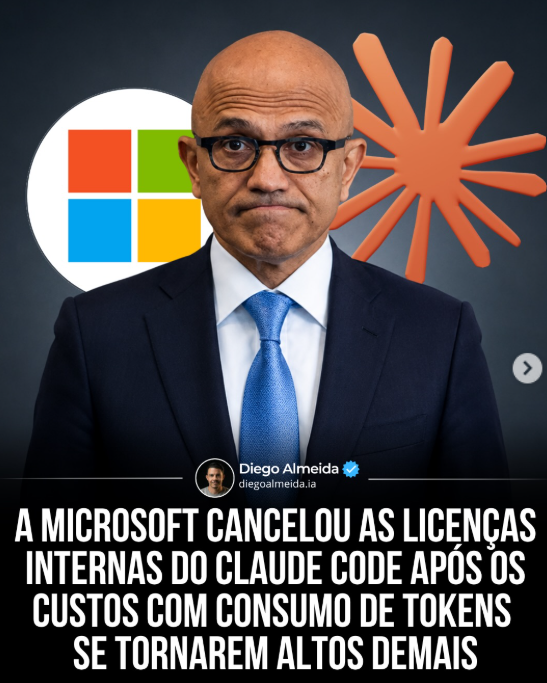 Diego Almeida
diegoalmeida.ia
A MICROSOFT CANCELOU AS LICENÇAS
INTERNAS DO CLAUDE CODE APÓS OS
CUSTOS COM CONSUMO DE TOKENS
SE TORNAREM ALTOS DEMAIS